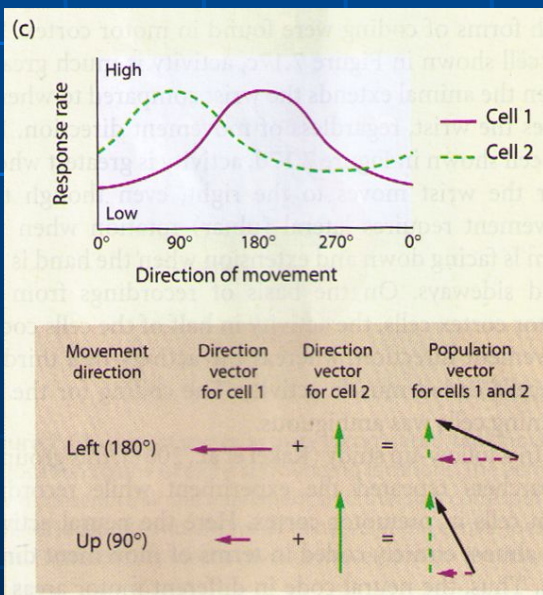 (c)
High
Response rate
Low
Cell 1
Cell 2
0° 90° 180° 270° 0°
Direction of movement
Movement direction
Direction vector for cell 1
Direction vector for cell 2
Population vector for cells 1 and 2
Left (180°) + =
Up (90°) + =